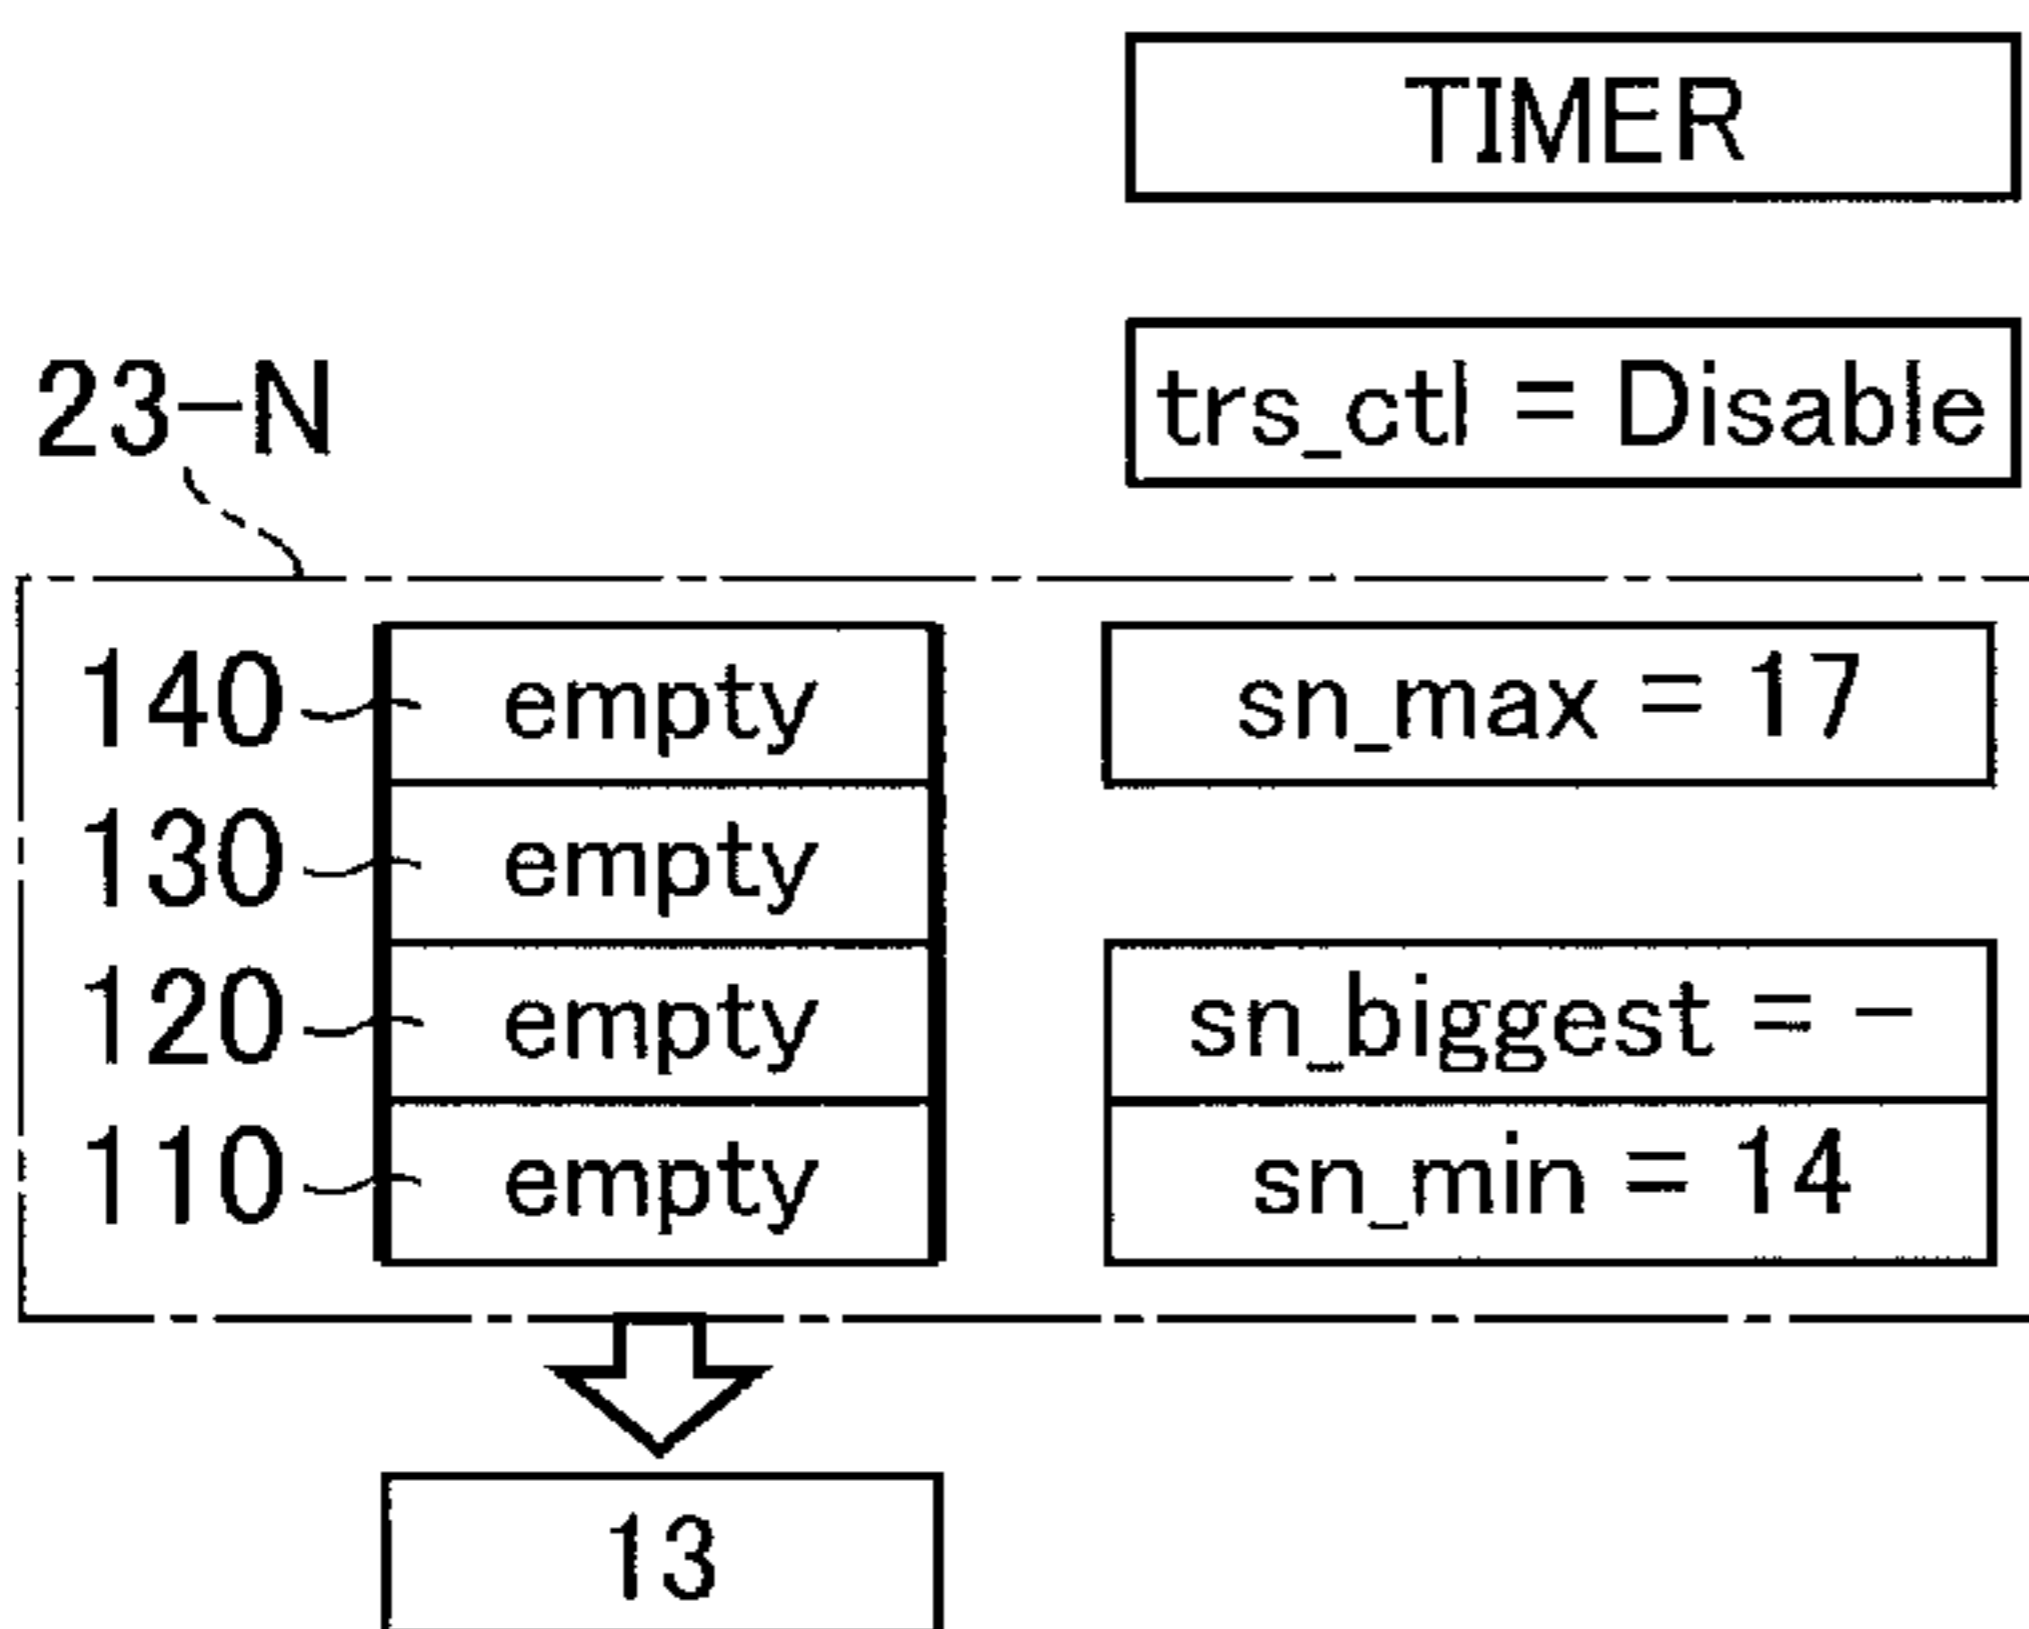 TIMER
trs_ctl = Disable
23-N
140 empty sn_max = 17
130 empty
120 empty sn_biggest = -
110 empty sn_min = 14
13